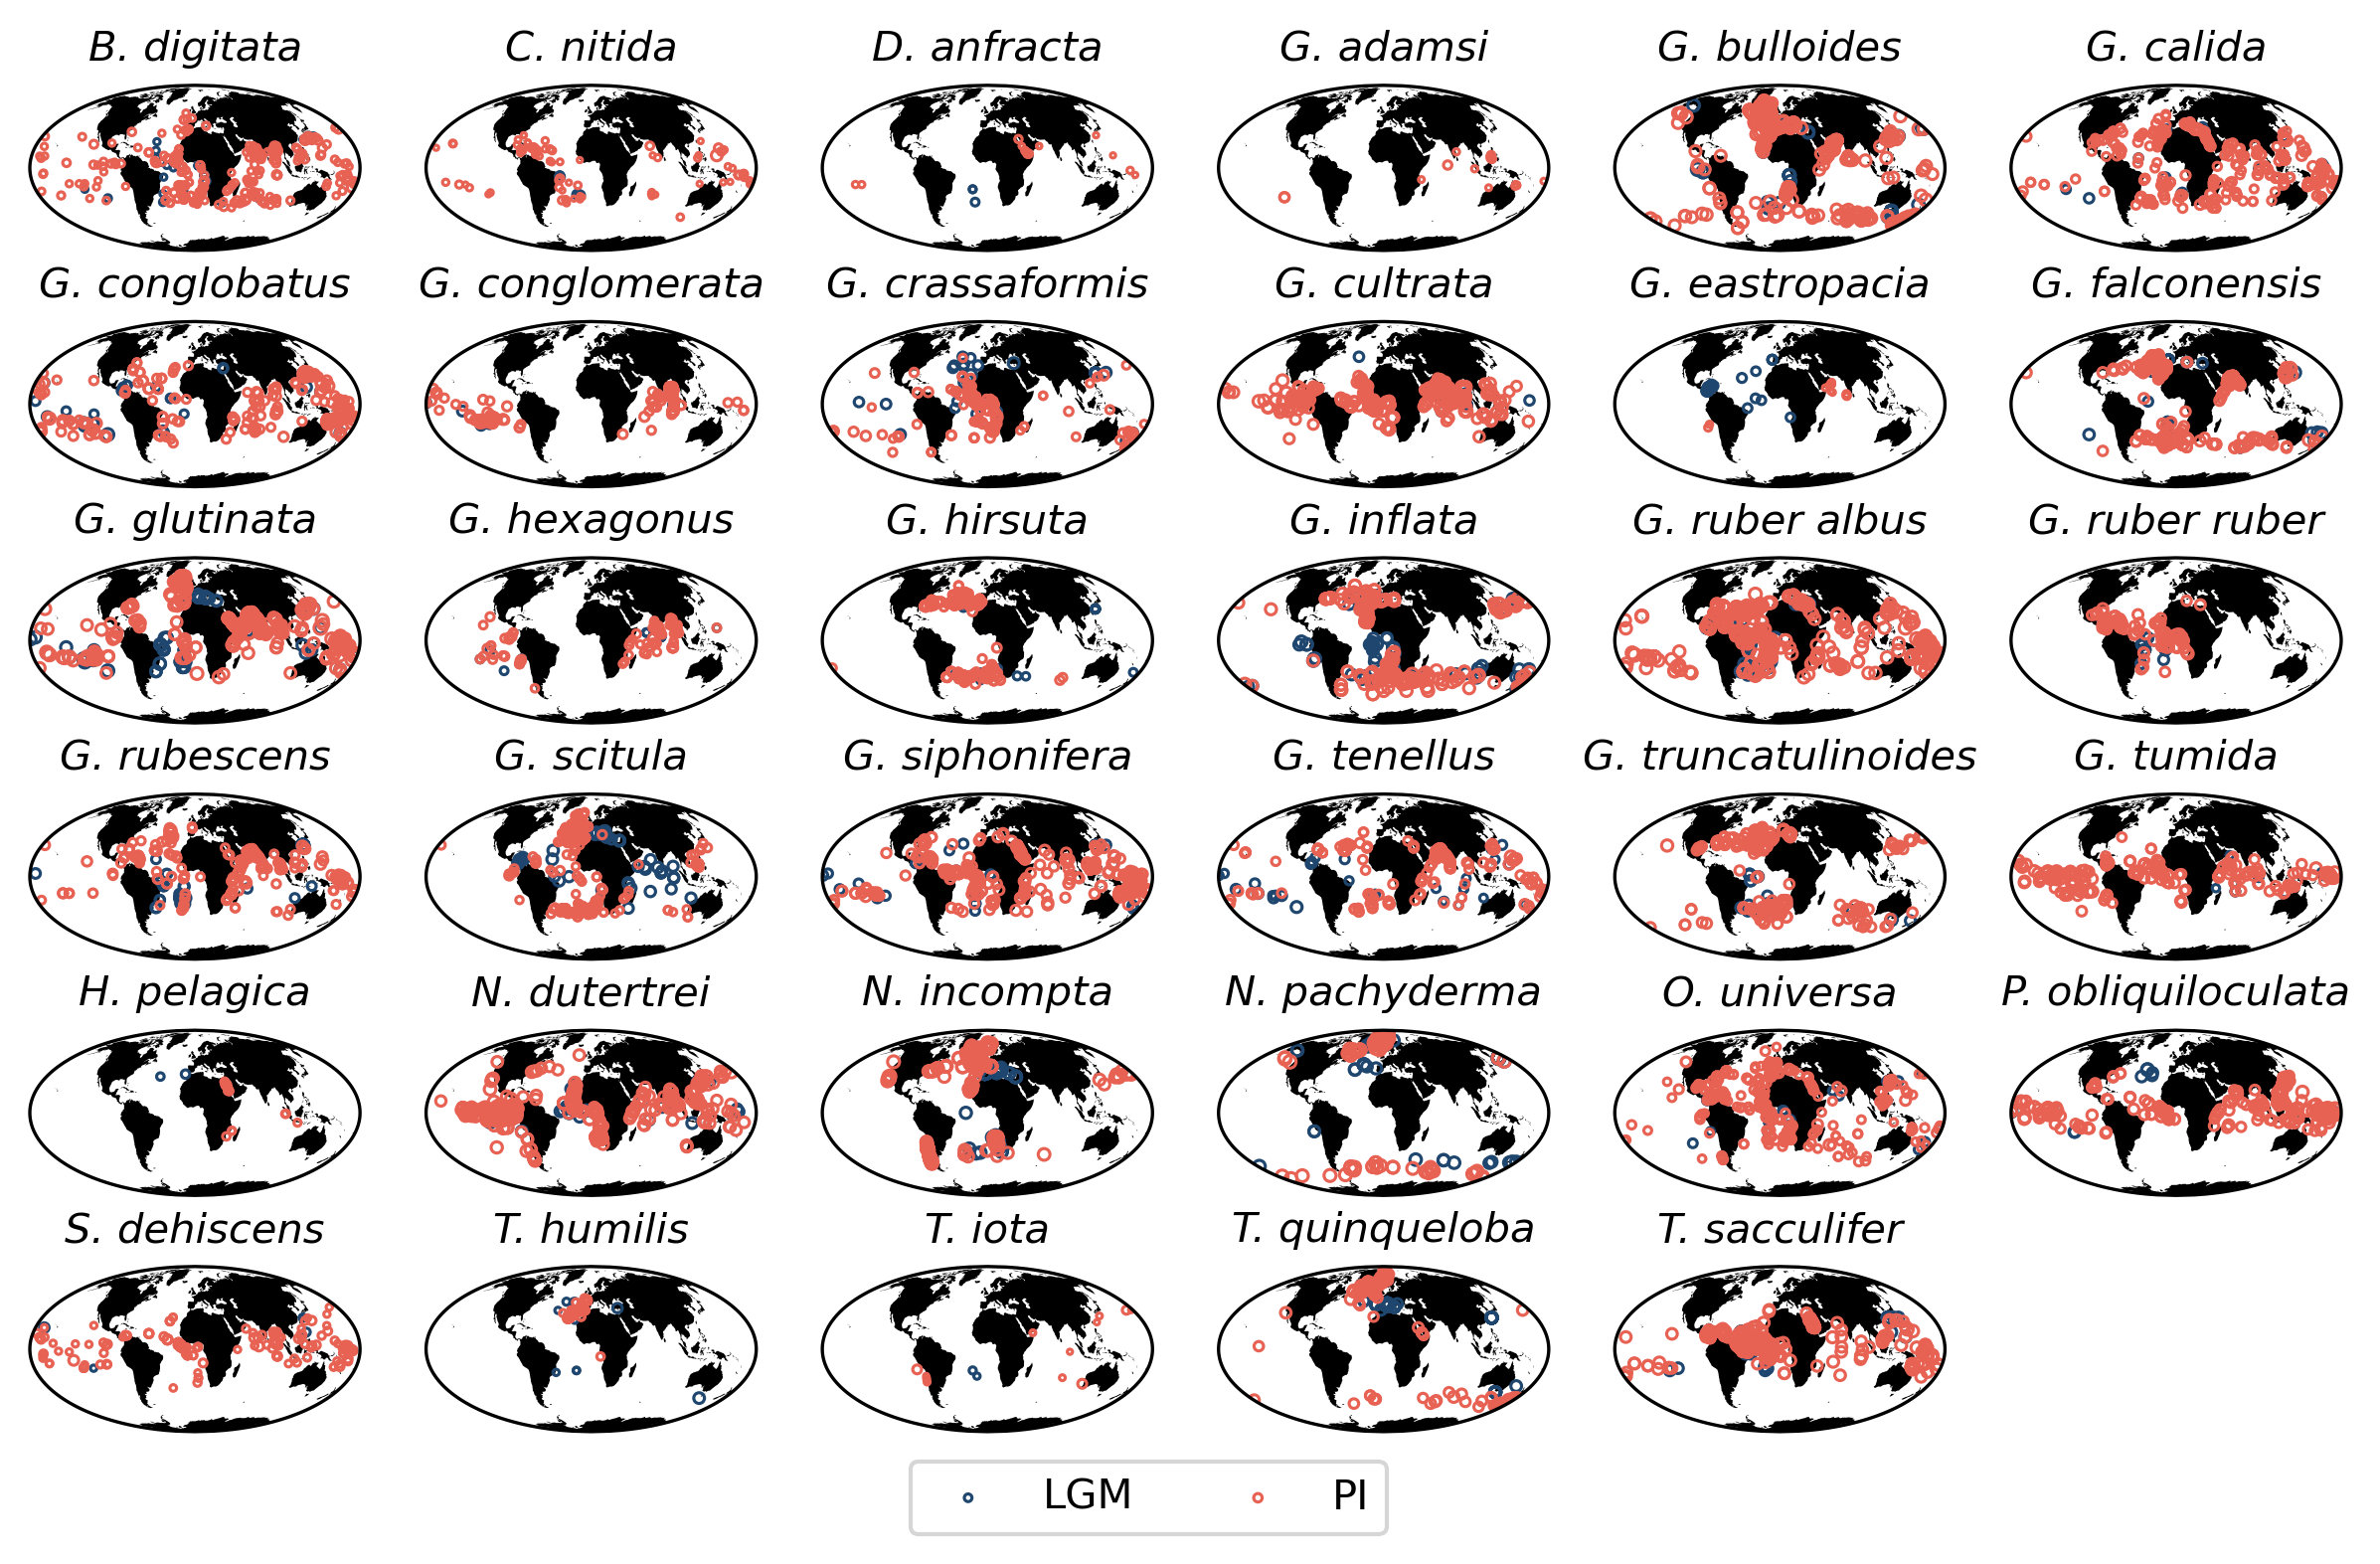 B. digitata C. nitida D. anfracta G. adamsi G. bulloides G. calida
G. conglobatus G. conglomerata G. crassaformis G. cultrata G. eastropacia G. falconensis
G. glutinata G. hexagonus G. hirsuta G. inflata G. ruber albus G. ruber ruber
G. rubescens G. scitula G. siphonifera G. tenellus G. truncatulinoides G. tumida
H. pelagica N. dutertrei N. incompta N. pachyderma O. universa P. obliquiloculata
S. dehiscens T. humilis T. iota T. quinqueloba T. sacculifer
LGM PI